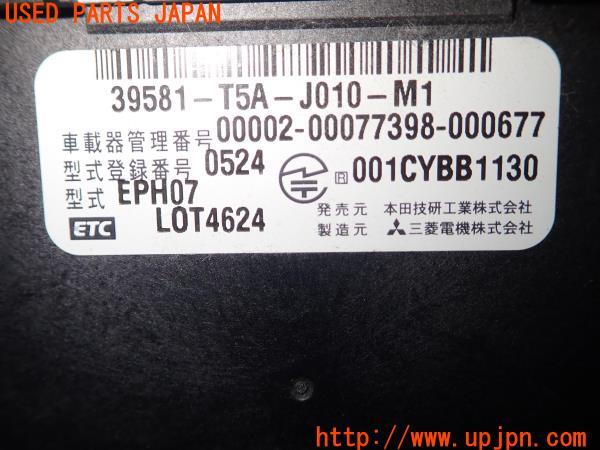 USED PARTS JAPAN
39581-T5A-J010-M1
車載器管理番号 00002-00077398-000677
型式登録番号 0524 R 001CYBB1130
型式 EPH07
ETC LOT4624
発売元 本田技研工業株式会社
製造元 三菱電機株式会社
UPJ https://www.upjpn.com/